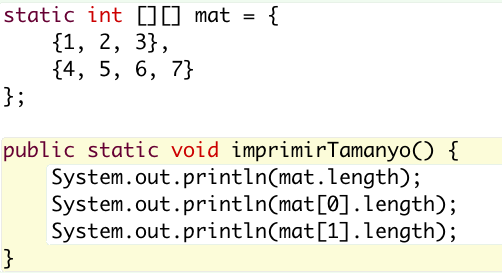 static int [][] mat = {
    {1, 2, 3},
    {4, 5, 6, 7}
};
public static void imprimirTamanyo() {
    System.out.println(mat.length);
    System.out.println(mat[0].length);
    System.out.println(mat[1].length);
}